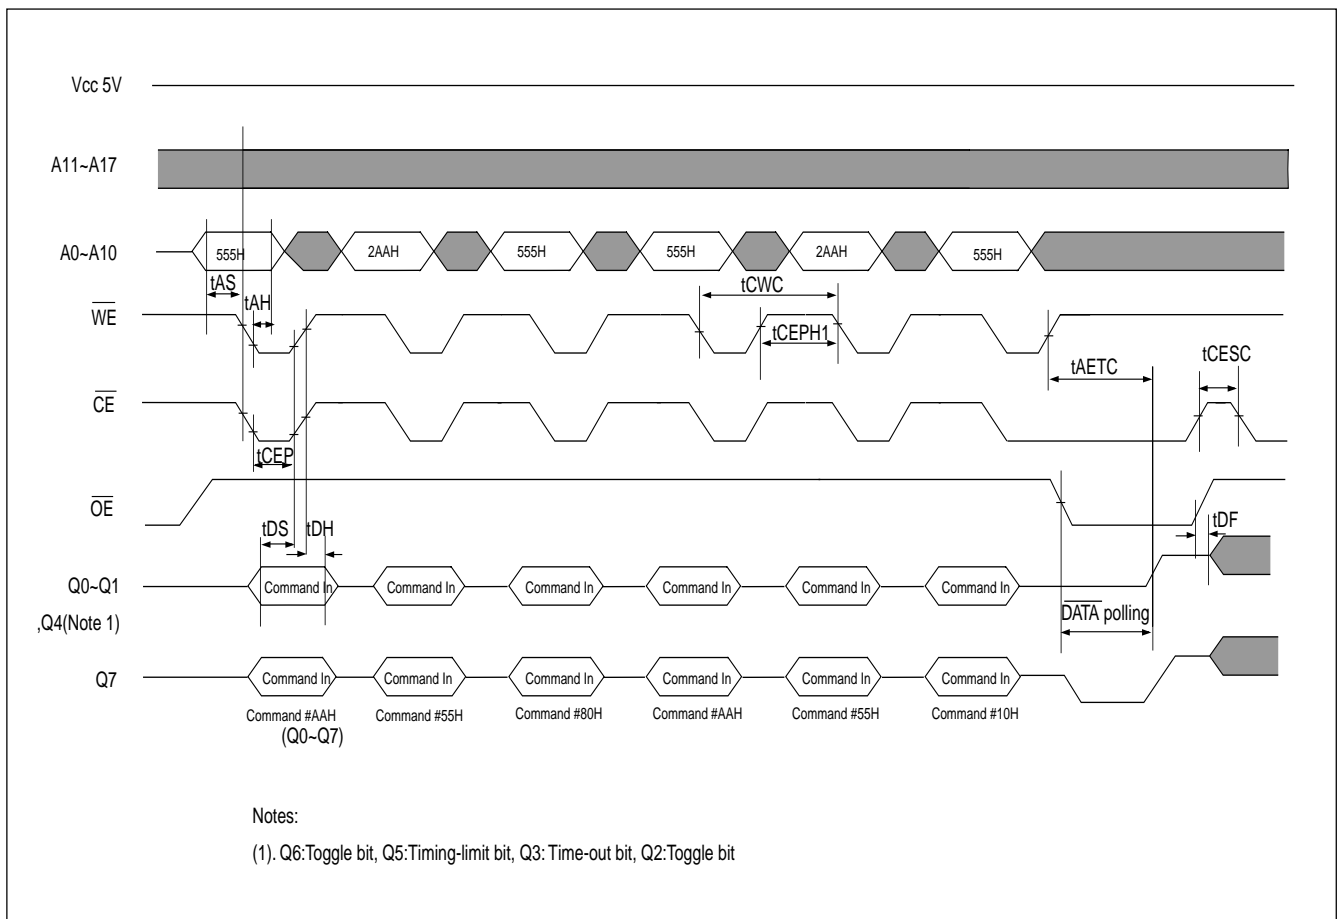 Vcc 5V
A11~A17
A0~A10
555H
2AAH
555H
555H
2AAH
555H
tAS
tAH
tCWC
WE
tCEPH1
tAETC
tCESC
CE
tCEP
OE
tDS
tDH
tDF
Q0~Q1
Command In
Command In
Command In
Command In
Command In
Command In
DATA polling
,Q4(Note 1)
Q7
Command In
Command In
Command In
Command In
Command In
Command In
Command #AAH
Command #55H
Command #80H
Command #AAH
Command #55H
Command #10H
(Q0~Q7)
Notes:
(1). Q6:Toggle bit, Q5:Timing-limit bit, Q3: Time-out bit, Q2:Toggle bit